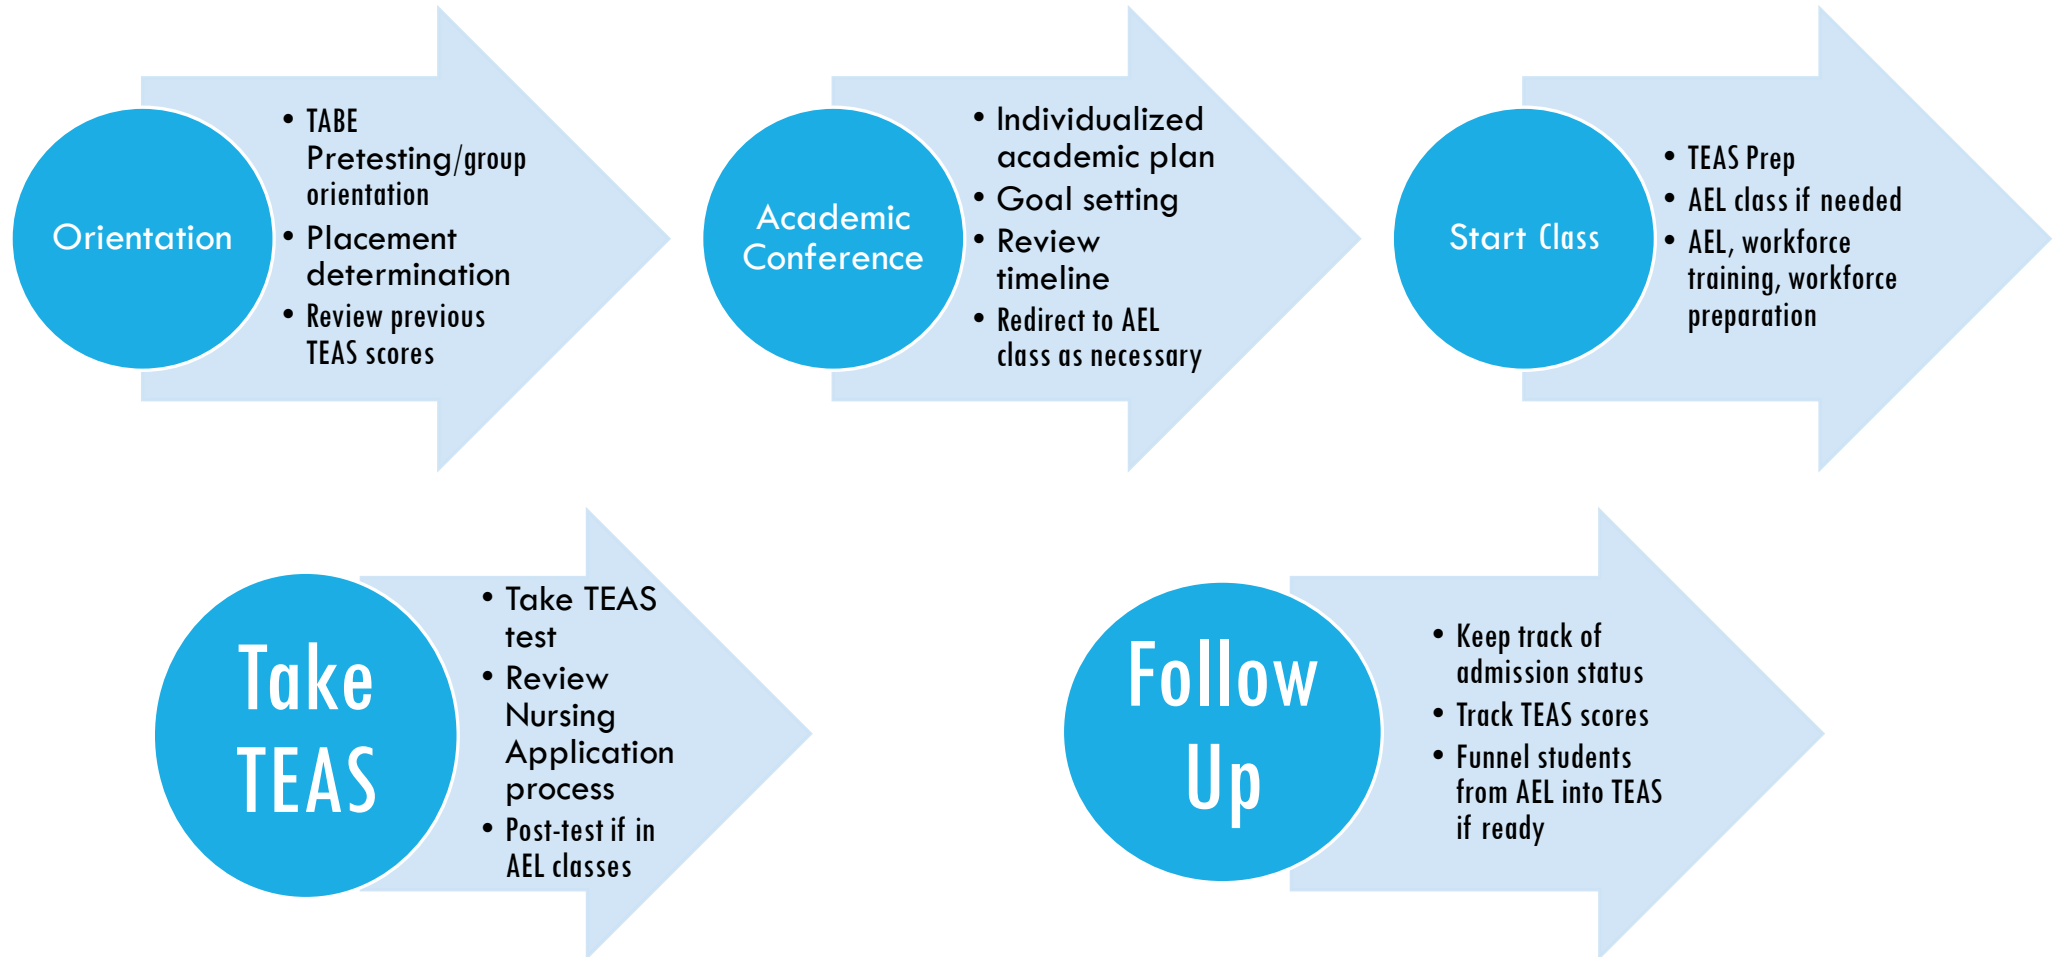 Orientation
• TABE
Pretesting/group
orientation
• Placement
determination
• Review previous
TEAS scores
Academic
Conference
• Individualized
academic plan
• Goal setting
• Review
timeline
• Redirect to AEL
class as necessary
Start Class
• TEAS Prep
• AEL class if needed
• AEL, workforce
training, workforce
preparation
Take
TEAS
• Take TEAS
test
• Review
Nursing
Application
process
• Post-test if in
AEL classes
Follow
Up
• Keep track of
admission status
• Track TEAS scores
• Funnel students
from AEL into TEAS
if ready